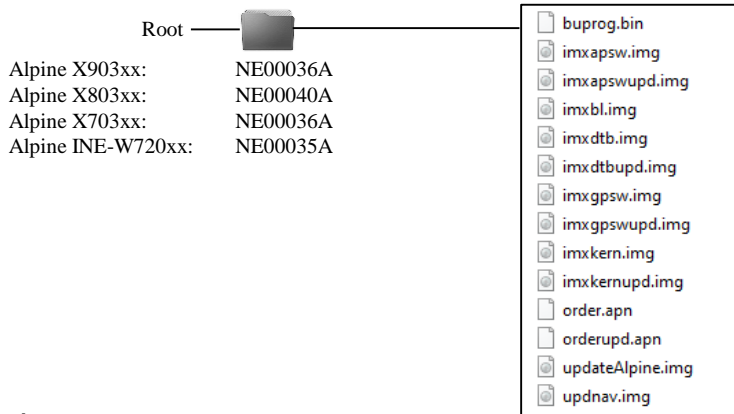 Root
Alpine X903xx: NE00036A
Alpine X803xx: NE00040A
Alpine X703xx: NE00036A
Alpine INE-W720xx: NE00035A
buprog.bin
imxapsw.img
imxapswupd.img
imxbl.img
imxdtb.img
imxdtbupd.img
imxgpsw.img
imxgpswupd.img
imxkern.img
imxkernupd.img
order.apn
orderupd.apn
updateAlpine.img
updnav.img